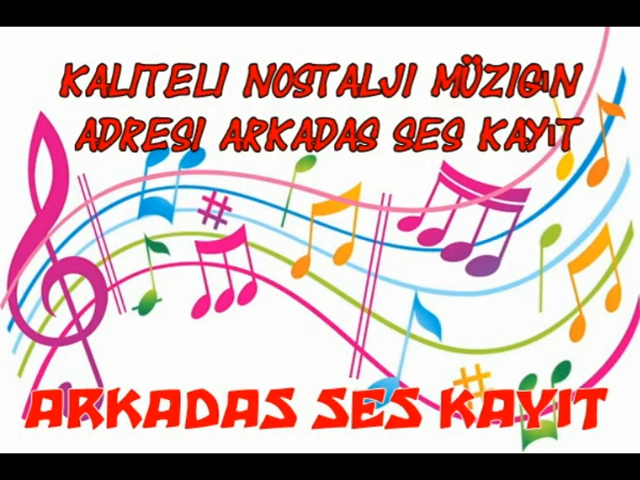 KALITELI NOSTALJI MÜZIGIN
ADRESI ARKADAS SES KAYIT
ARKADAS SES KAYIT